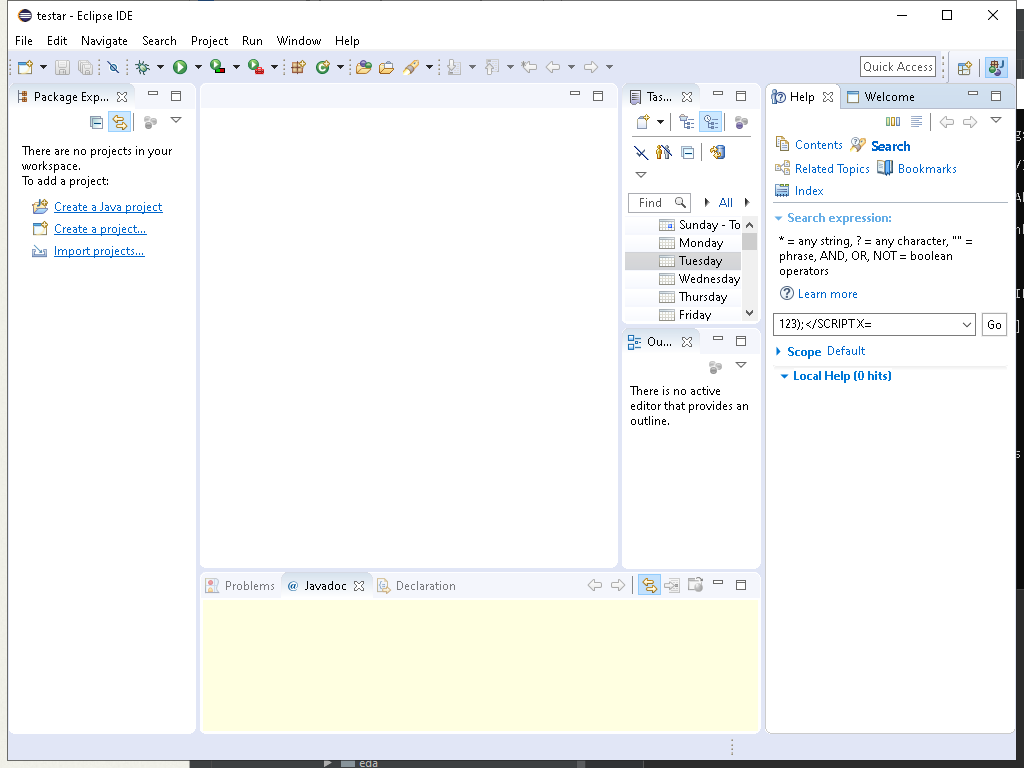 testar - Eclipse IDE
File Edit Navigate Search Project Run Window Help
Quick Access
Package Exp...
There are no projects in your
workspace.
To add a project:
Create a Java project
Create a project...
Import projects...
Tas...
Find
All
Sunday - To
Monday
Tuesday
Wednesday
Thursday
Friday
Ou...
There is no active
editor that provides an
outline.
Help Welcome
Contents Search
Related Topics Bookmarks
Index
Search expression:
* = any string, ? = any character, "" =
phrase, AND, OR, NOT = boolean
operators
Learn more
123);</SCRIPTX=
Go
Scope Default
Local Help (0 hits)
Problems @ Javadoc Declaration
eda